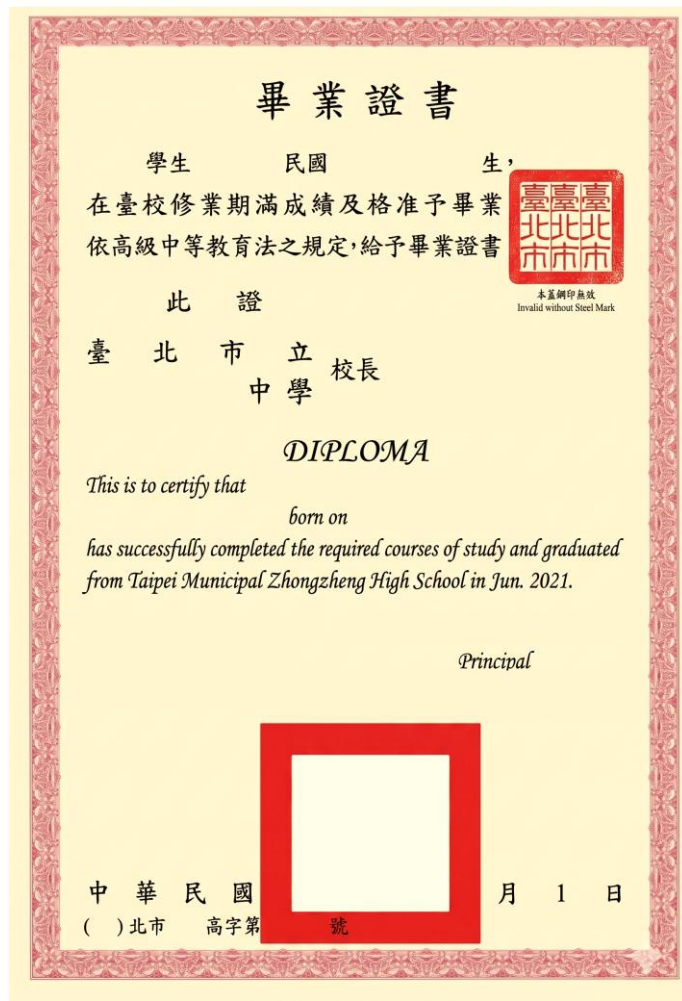 畢業證書
學生 民國 生，
在臺校修業期滿成績及格准予畢業
依高級中等教育法之規定，給予畢業證書
臺北市
臺北市
臺北市
本蓋鋼印無效
Invalid without Steel Mark
此 證
臺 北 市 立
中 學 校長
DIPLOMA
This is to certify that
born on
has successfully completed the required courses of study and graduated
from Taipei Municipal Zhongzheng High School in Jun. 2021.
Principal
中 華 民 國 月 1 日
( )北市 高字第 號